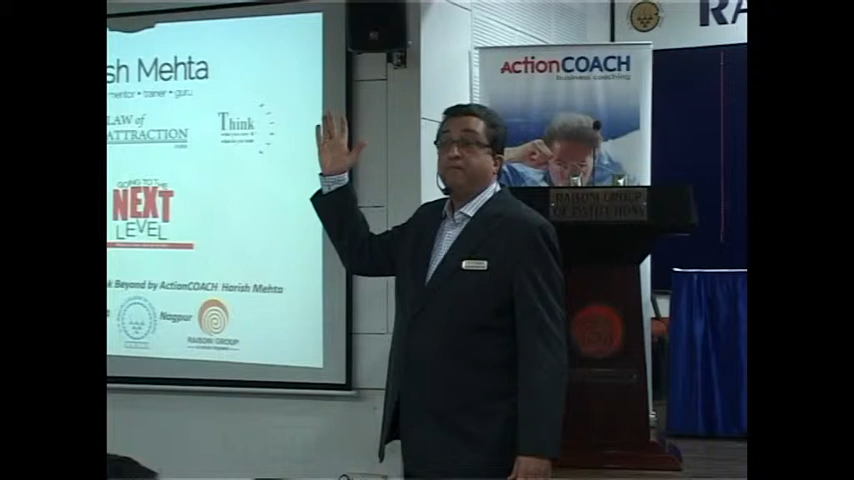 sh Mehta
mentor • trainer • guru
LAW of
ATTRACTION
Think
GOING TO THE
NEXT
LEVEL
k Beyond by ActionCOACH Harish Mehta
Nagpur
RAISONI GROUP
ActionCOACH
business coaching
RAISONI GROUP
OF INSTITUTIONS
RA